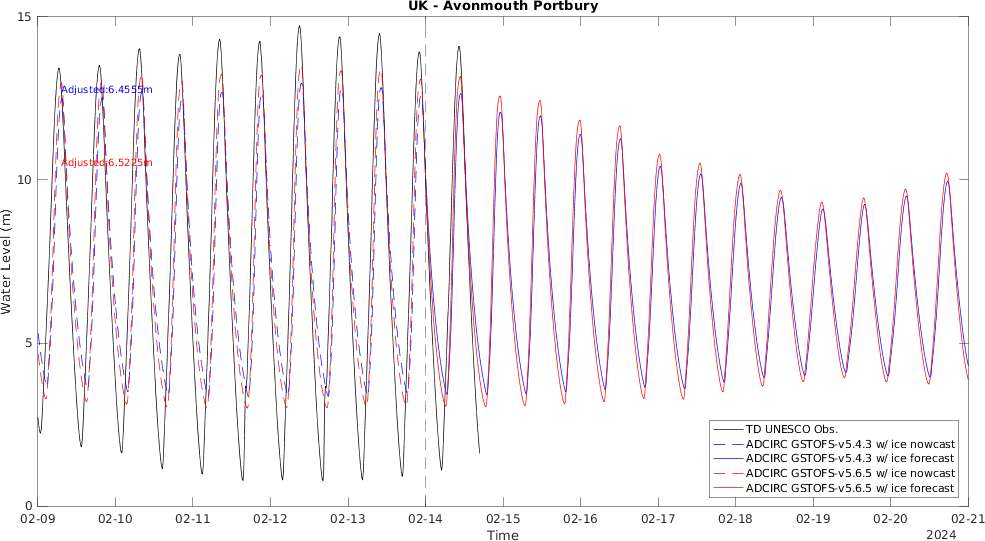 UK - Avonmouth Portbury
15
10
5
0
Water Level (m)
Adjusted:6.4555m
Adjusted:6.5225m
TD UNESCO Obs.
ADCIRC GSTOFS-v5.4.3 w/ ice nowcast
ADCIRC GSTOFS-v5.4.3 w/ ice forecast
ADCIRC GSTOFS-v5.6.5 w/ ice nowcast
ADCIRC GSTOFS-v5.6.5 w/ ice forecast
02-09 02-10 02-11 02-12 02-13 02-14 02-15 02-16 02-17 02-18 02-19 02-20 02-21
Time
2024